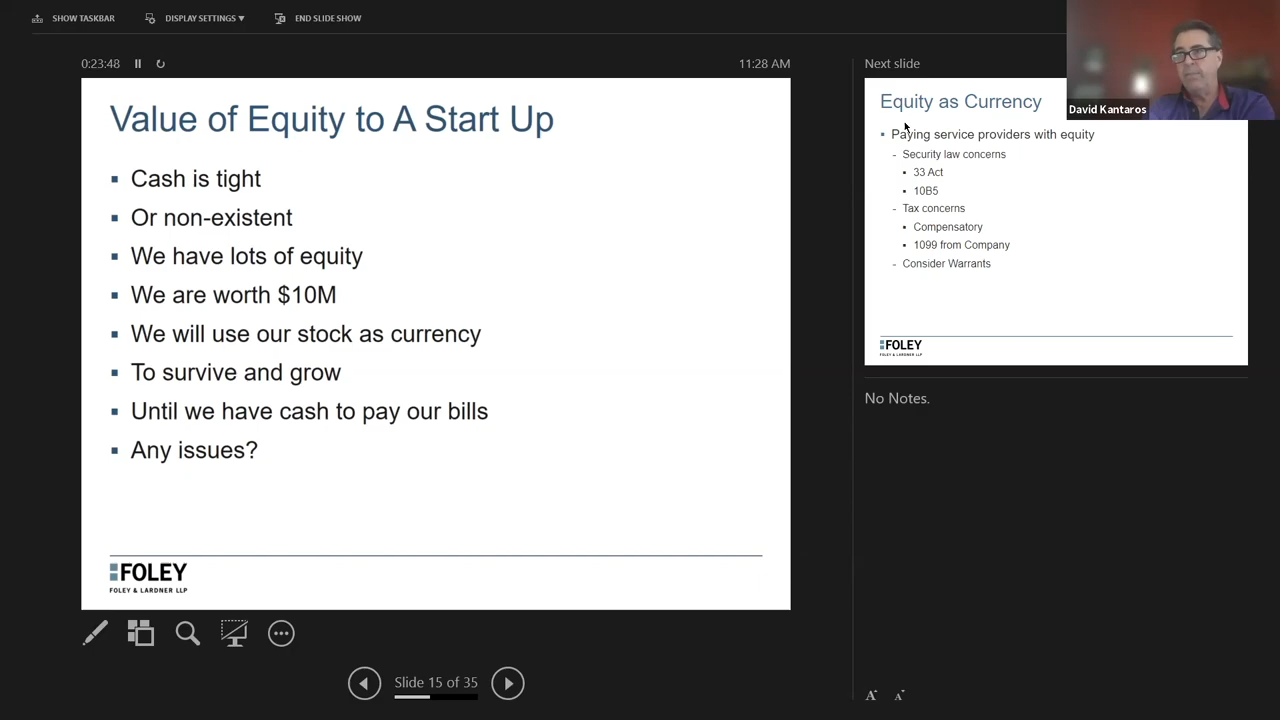 SHOW TASKBAR
DISPLAY SETTINGS ▼
END SLIDE SHOW
0:23:48
11:28 AM
Value of Equity to A Start Up
▪ Cash is tight
▪ Or non-existent
▪ We have lots of equity
▪ We are worth $10M
▪ We will use our stock as currency
▪ To survive and grow
▪ Until we have cash to pay our bills
▪ Any issues?
FOLEY
FOLEY & LARDNER LLP
Slide 15 of 35
Next slide
David Kantaros
Equity as Currency
▪ Paying service providers with equity
- Security law concerns
▪ 33 Act
▪ 10B5
- Tax concerns
▪ Compensatory
▪ 1099 from Company
- Consider Warrants
FOLEY
FOLEY & LARDNER LLP
No Notes.
A A